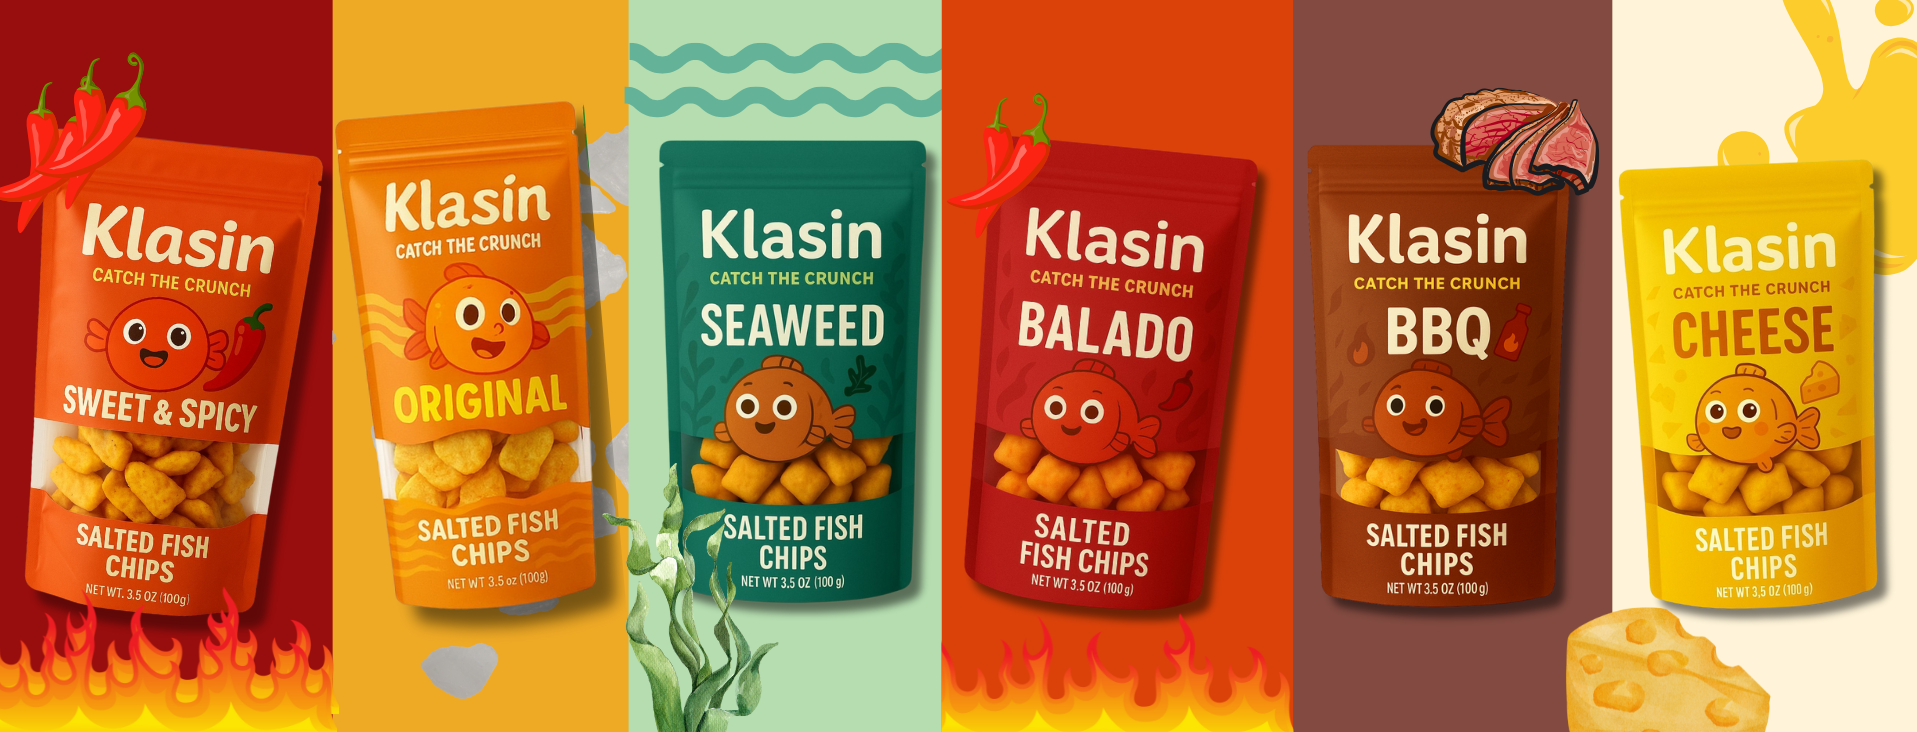 Klasin
CATCH THE CRUNCH
SWEET & SPICY
SALTED FISH
CHIPS
NET WT. 3.5 OZ (100g)
Klasin
CATCH THE CRUNCH
ORIGINAL
SALTED FISH
CHIPS
NET WT 3.5 oz (100g)
Klasin
CATCH THE CRUNCH
SEAWEED
SALTED FISH
CHIPS
NET WT 3.5 OZ (100 g)
Klasin
CATCH THE CRUNCH
BALADO
SALTED
FISH CHIPS
NET WT 3.5 OZ (100 g)
Klasin
CATCH THE CRUNCH
BBQ
SALTED FISH
CHIPS
NET WT 3.5 OZ (100 g)
Klasin
CATCH THE CRUNCH
CHEESE
SALTED FISH
CHIPS
NET WT 3,5 OZ (100 g)